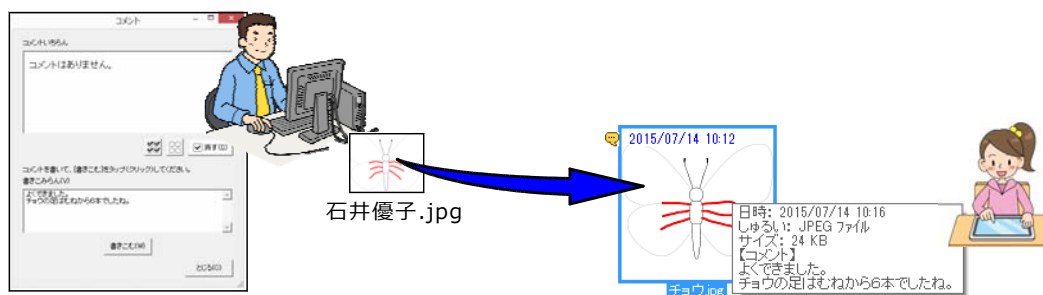 コメント
コメントいちらん
コメントはありません。
消す(D)
コメントを書いて、[書きこむ]をタップ(クリック)してください。
書きこみらん(V)
よくできました。
チョウの足はむねから6本でしたね。
書きこむ(W)
とじる(C)
石井優子.jpg
2015/07/14 10:12
チョウ.jpg
日時: 2015/07/14 10:16
しゅるい: JPEG ファイル
サイズ: 24 KB
【コメント】
よくできました。
チョウの足はむねから6本でしたね。